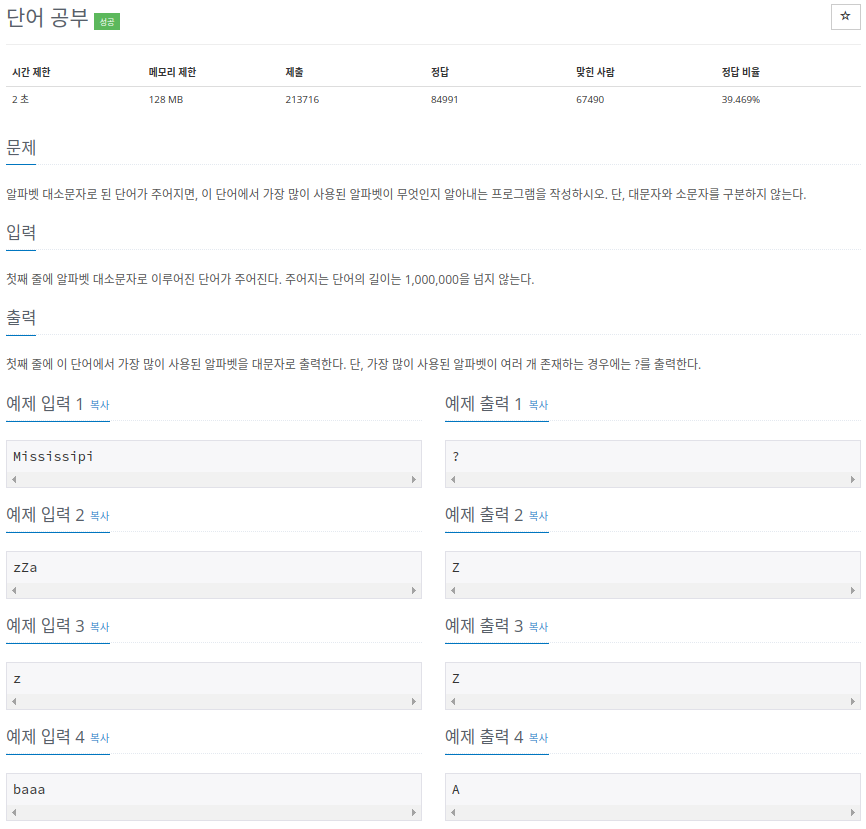 단어 공부 성공
☆
시간 제한 메모리 제한 제출 정답 맞힌 사람 정답 비율
2 초 128 MB 213716 84991 67490 39.469%
문제
알파벳 대소문자로 된 단어가 주어지면, 이 단어에서 가장 많이 사용된 알파벳이 무엇인지 알아내는 프로그램을 작성하시오. 단, 대문자와 소문자를 구분하지 않는다.
입력
첫째 줄에 알파벳 대소문자로 이루어진 단어가 주어진다. 주어지는 단어의 길이는 1,000,000을 넘지 않는다.
출력
첫째 줄에 이 단어에서 가장 많이 사용된 알파벳을 대문자로 출력한다. 단, 가장 많이 사용된 알파벳이 여러 개 존재하는 경우에는 ?를 출력한다.
예제 입력 1 복사 예제 출력 1 복사
Mississipi ?
예제 입력 2 복사 예제 출력 2 복사
zZa Z
예제 입력 3 복사 예제 출력 3 복사
z Z
예제 입력 4 복사 예제 출력 4 복사
baaa A